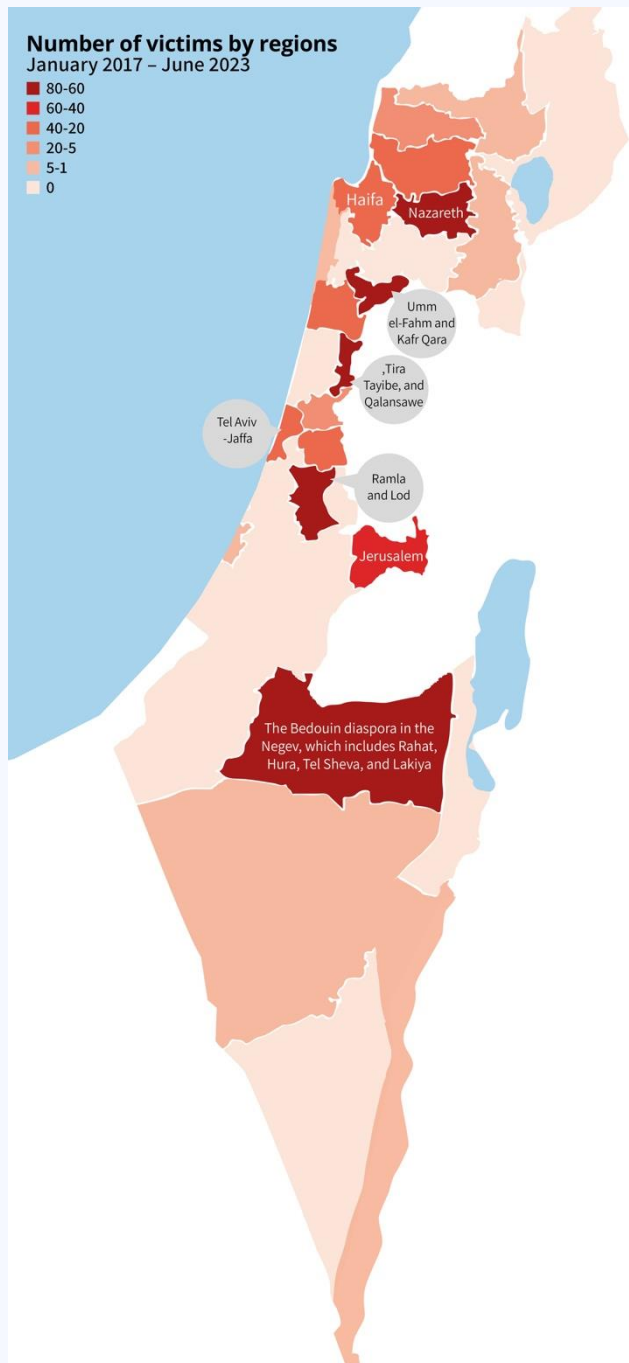 Number of victims by regions
January 2017 – June 2023
80-60
60-40
40-20
20-5
5-1
0
Haifa
Nazareth
Umm
el-Fahm and
Kafr Qara
,Tira
Tayibe, and
Qalansawe
Tel Aviv
-Jaffa
Ramla
and Lod
Jerusalem
The Bedouin diaspora in the
Negev, which includes Rahat,
Hura, Tel Sheva, and Lakiya